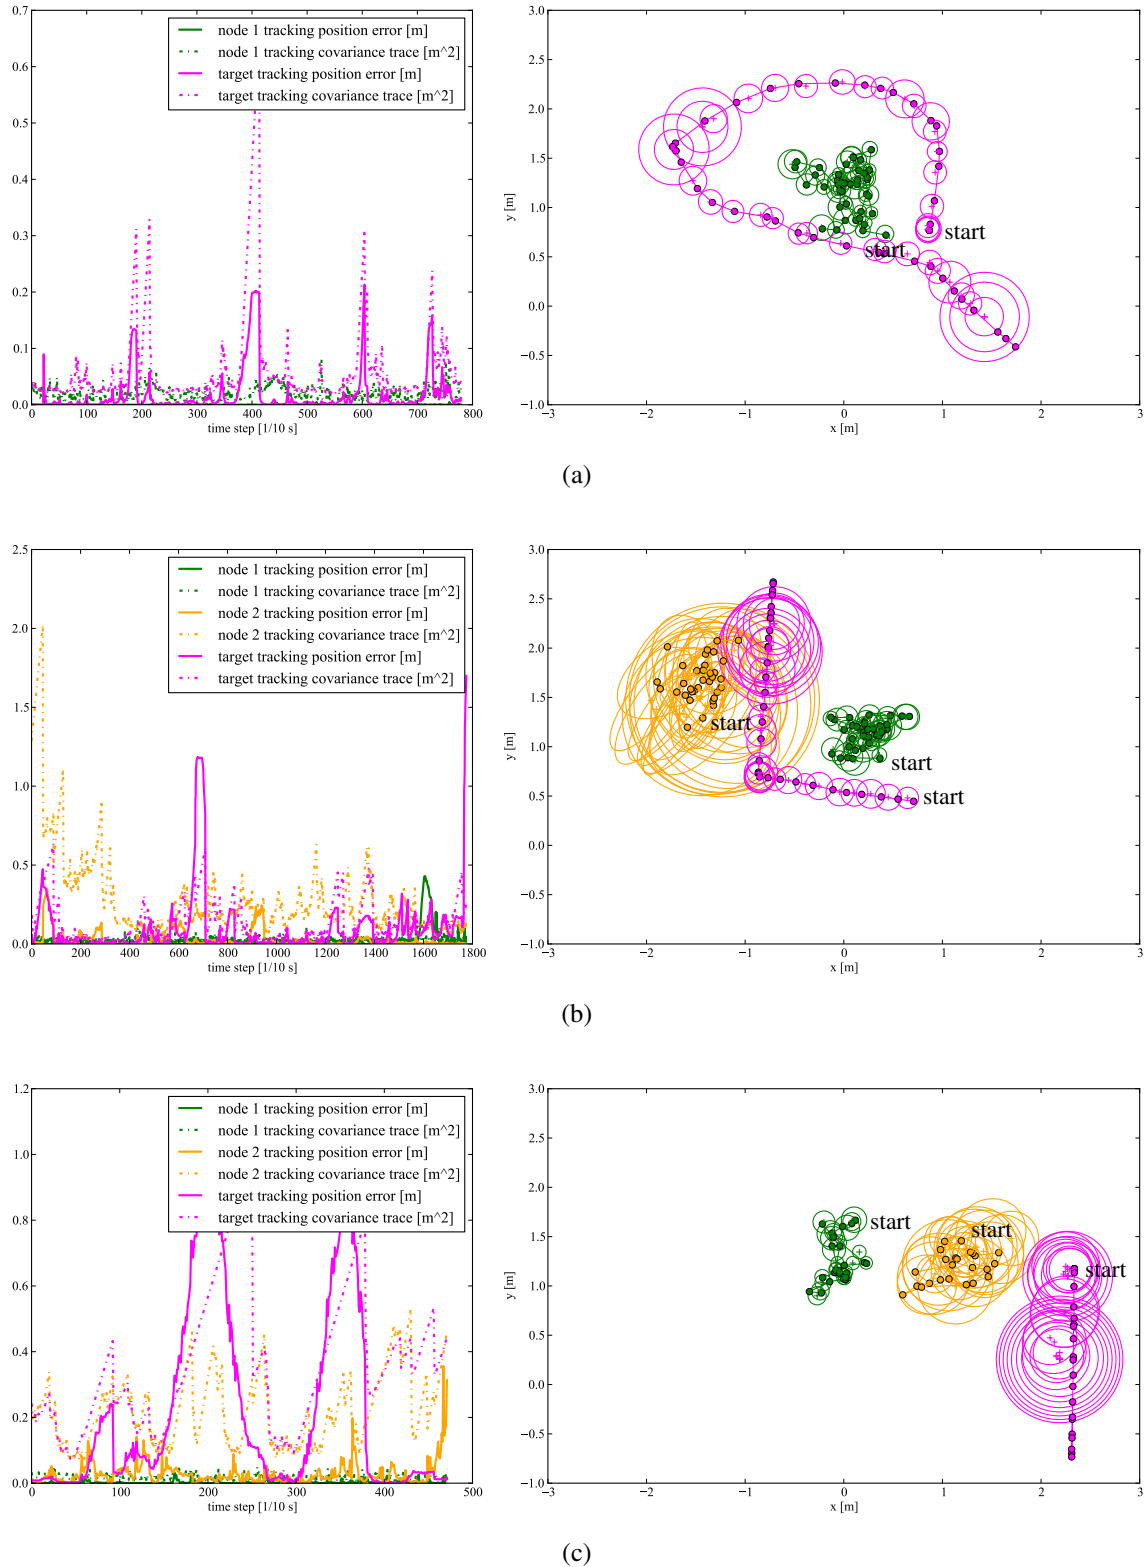 0.7
0.6
0.5
0.4
0.3
0.2
0.1
0.0
0 100 200 300 400 500 600 700 800
time step [1/10 s]
node 1 tracking position error [m]
node 1 tracking covariance trace [m^2]
target tracking position error [m]
target tracking covariance trace [m^2]
3.0
2.5
2.0
1.5
1.0
0.5
0.0
−0.5
−1.0
−3 −2 −1 0 1 2 3
x [m]
y [m]
start
start
(a)
2.5
2.0
1.5
1.0
0.5
0.0
0 200 400 600 800 1000 1200 1400 1600 1800
time step [1/10 s]
node 1 tracking position error [m]
node 1 tracking covariance trace [m^2]
node 2 tracking position error [m]
node 2 tracking covariance trace [m^2]
target tracking position error [m]
target tracking covariance trace [m^2]
3.0
2.5
2.0
1.5
1.0
0.5
0.0
−0.5
−1.0
−3 −2 −1 0 1 2 3
x [m]
y [m]
start
start
start
(b)
1.2
1.0
0.8
0.6
0.4
0.2
0.0
0 100 200 300 400 500
time step [1/10 s]
node 1 tracking position error [m]
node 1 tracking covariance trace [m^2]
node 2 tracking position error [m]
node 2 tracking covariance trace [m^2]
target tracking position error [m]
target tracking covariance trace [m^2]
3.0
2.5
2.0
1.5
1.0
0.5
0.0
−0.5
−1.0
−3 −2 −1 0 1 2 3
x [m]
y [m]
start
start
start
(c)